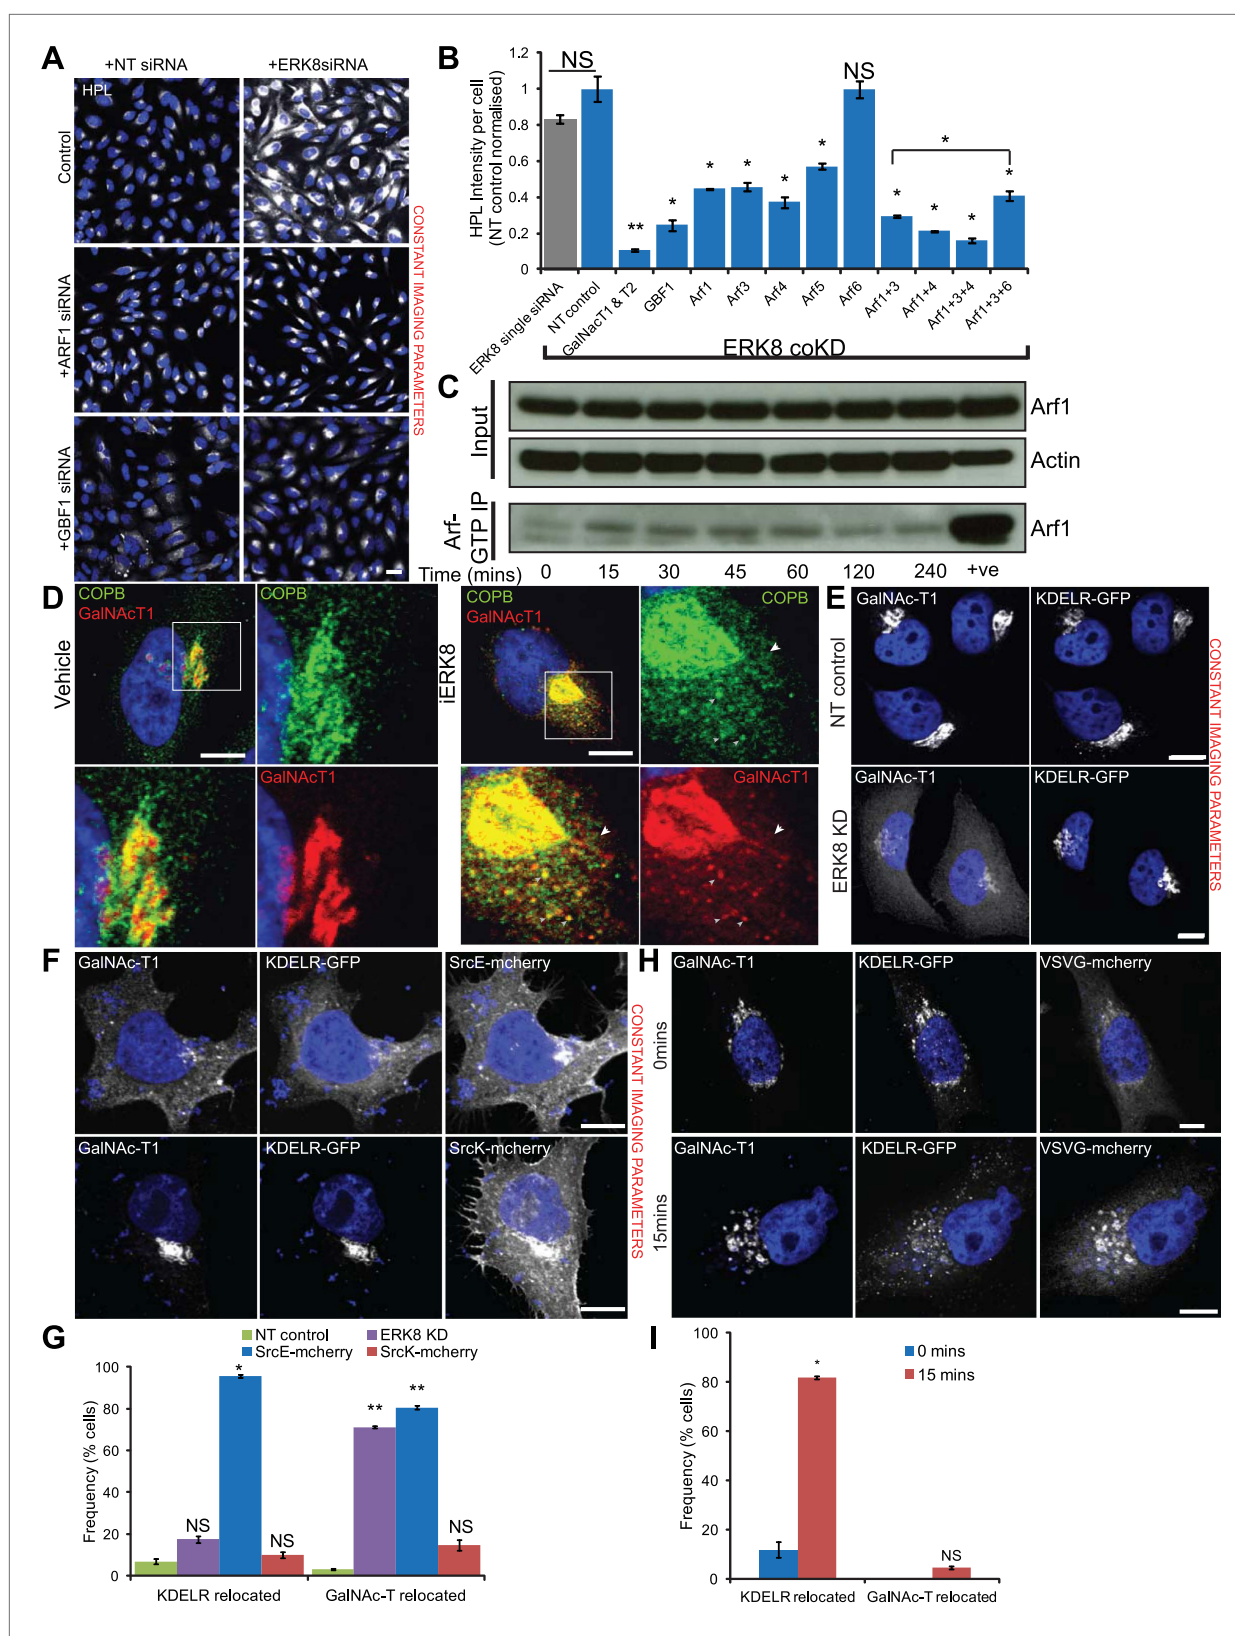 A
+NT siRNA
+ERK8siRNA
HPL
Control
+ARF1 siRNA
+GBF1 siRNA
CONSTANT IMAGING PARAMETERS
B
HPL Intensity per cell
(NT control normalised)
1.2
1
0.8
0.6
0.4
0.2
0
NS
**
*
*
*
*
*
NS
*
*
*
*
*
ERK8 single siRNA
NT control
GalNacT1 & T2
GBF1
Arf1
Arf3
Arf4
Arf5
Arf6
Arf1+3
Arf1+4
Arf1+3+4
Arf1+3+6
ERK8 coKD
C
Input
Arf1
Actin
Arf-
GTP IP
Arf1
Time (mins) 0 15 30 45 60 120 240 +ve
D
Vehicle
COPB
GalNAcT1
COPB
GalNAcT1
iERK8
COPB
GalNAcT1
COPB
GalNAcT1
E
NT control
GalNAc-T1
KDELR-GFP
ERK8 KD
GalNAc-T1
KDELR-GFP
CONSTANT IMAGING PARAMETERS
F
GalNAc-T1
KDELR-GFP
SrcE-mcherry
GalNAc-T1
KDELR-GFP
SrcK-mcherry
CONSTANT IMAGING PARAMETERS
H
0mins
GalNAc-T1
KDELR-GFP
VSVG-mcherry
15mins
GalNAc-T1
KDELR-GFP
VSVG-mcherry
G
NT control
ERK8 KD
SrcE-mcherry
SrcK-mcherry
Frequency (% cells)
100
80
60
40
20
0
NS
*
NS
**
**
NS
KDELR relocated
GalNAc-T relocated
I
0 mins
15 mins
Frequency (% cells)
100
80
60
40
20
0
*
NS
KDELR relocated
GalNAc-T relocated